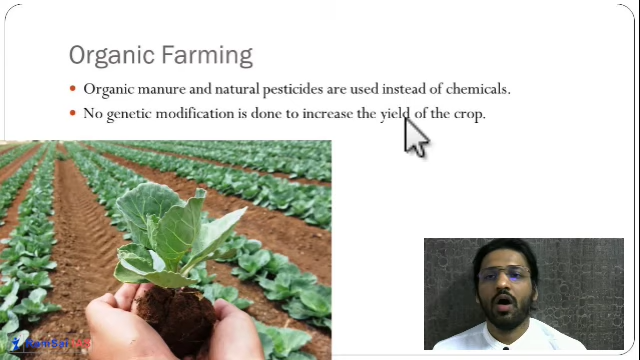 Organic Farming
Organic manure and natural pesticides are used instead of chemicals.
No genetic modification is done to increase the yield of the crop.